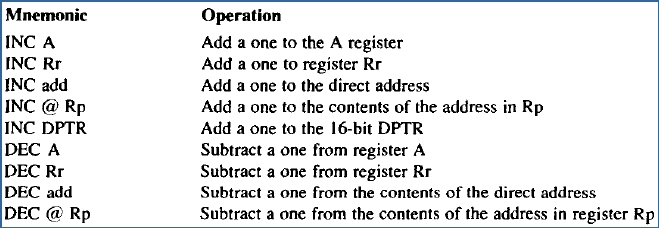 Mnemonic Operation
INC A Add a one to the A register
INC Rr Add a one to register Rr
INC add Add a one to the direct address
INC @ Rp Add a one to the contents of the address in Rp
INC DPTR Add a one to the 16-bit DPTR
DEC A Subtract a one from register A
DEC Rr Subtract a one from register Rr
DEC add Subtract a one from the contents of the direct address
DEC @ Rp Subtract a one from the contents of the address in register Rp